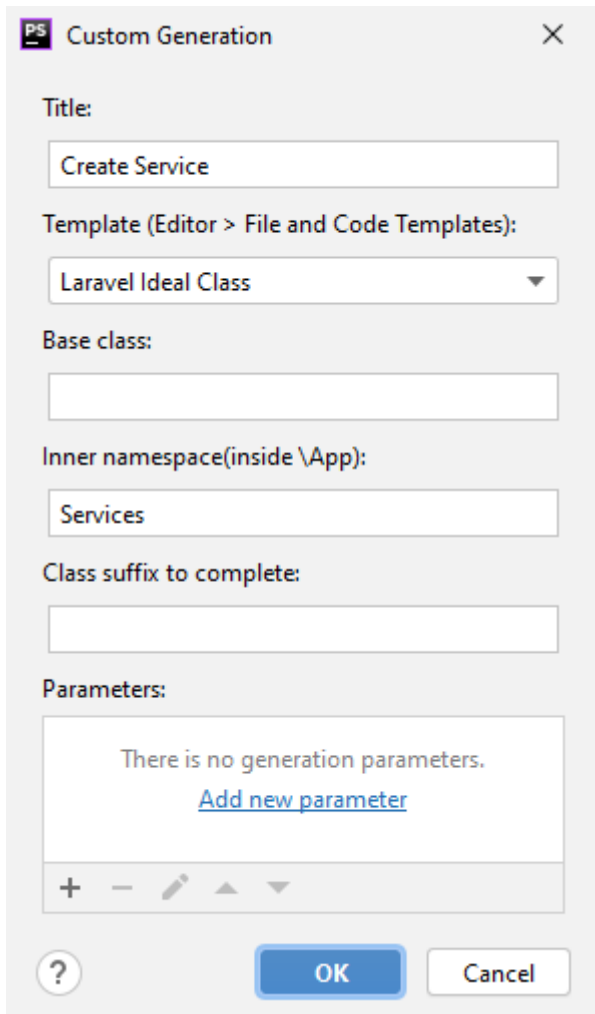 PS Custom Generation
Title:
Create Service
Template (Editor > File and Code Templates):
Laravel Ideal Class
Base class:
Inner namespace(inside \App):
Services
Class suffix to complete:
Parameters:
There is no generation parameters.
Add new parameter
? OK Cancel